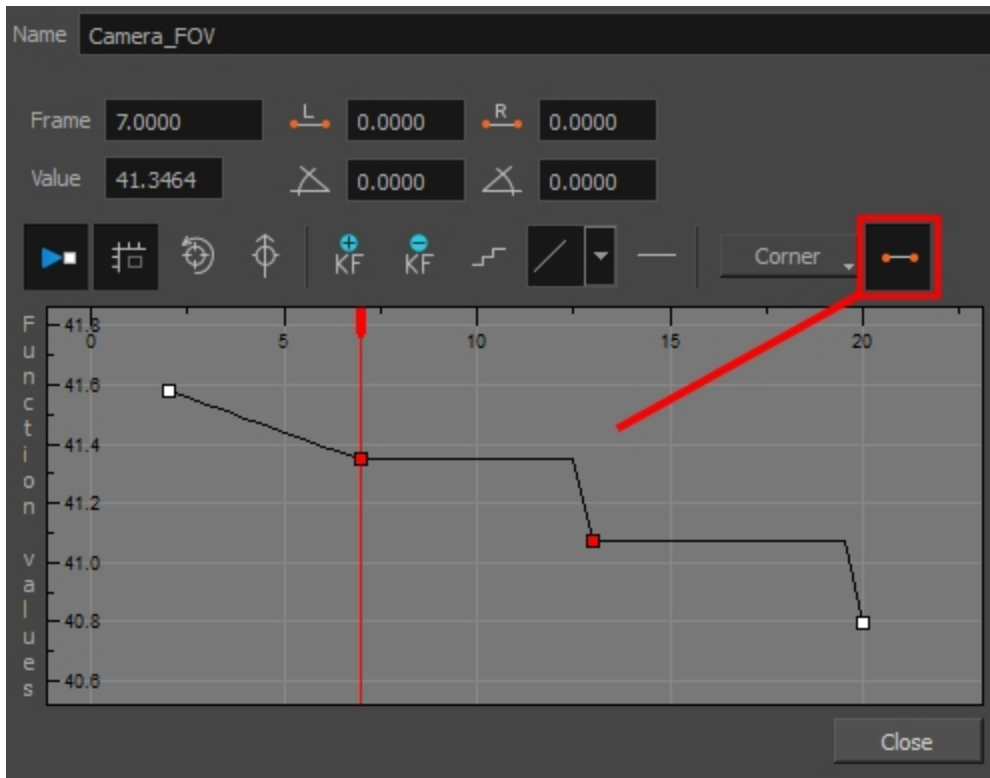 Name Camera_FOV
Frame 7.0000 L 0.0000 R 0.0000
Value 41.3464 0.0000 0.0000
KF KF Corner
Function values
41.8
0 5 10 15 20
41.6
41.4
41.2
41.0
40.8
40.6
Close